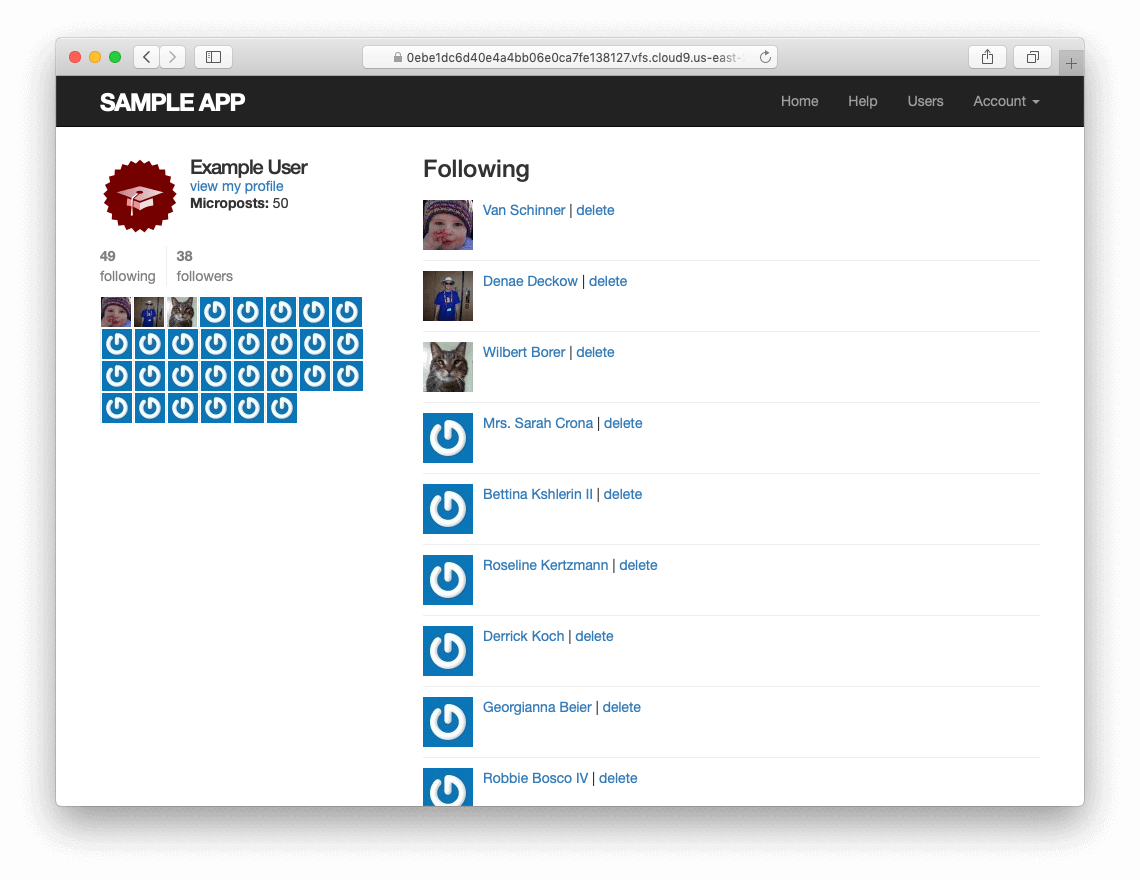 0ebe1dc6d40e4a4bb06e0ca7fe138127.vfs.cloud9.us-east-
SAMPLE APP
Home Help Users Account
Example User
view my profile
Microposts: 50
49 following
38 followers
Following
Van Schinner | delete
Denae Deckow | delete
Wilbert Borer | delete
Mrs. Sarah Crona | delete
Bettina Kshlerin II | delete
Roseline Kertzmann | delete
Derrick Koch | delete
Georgianna Beier | delete
Robbie Bosco IV | delete